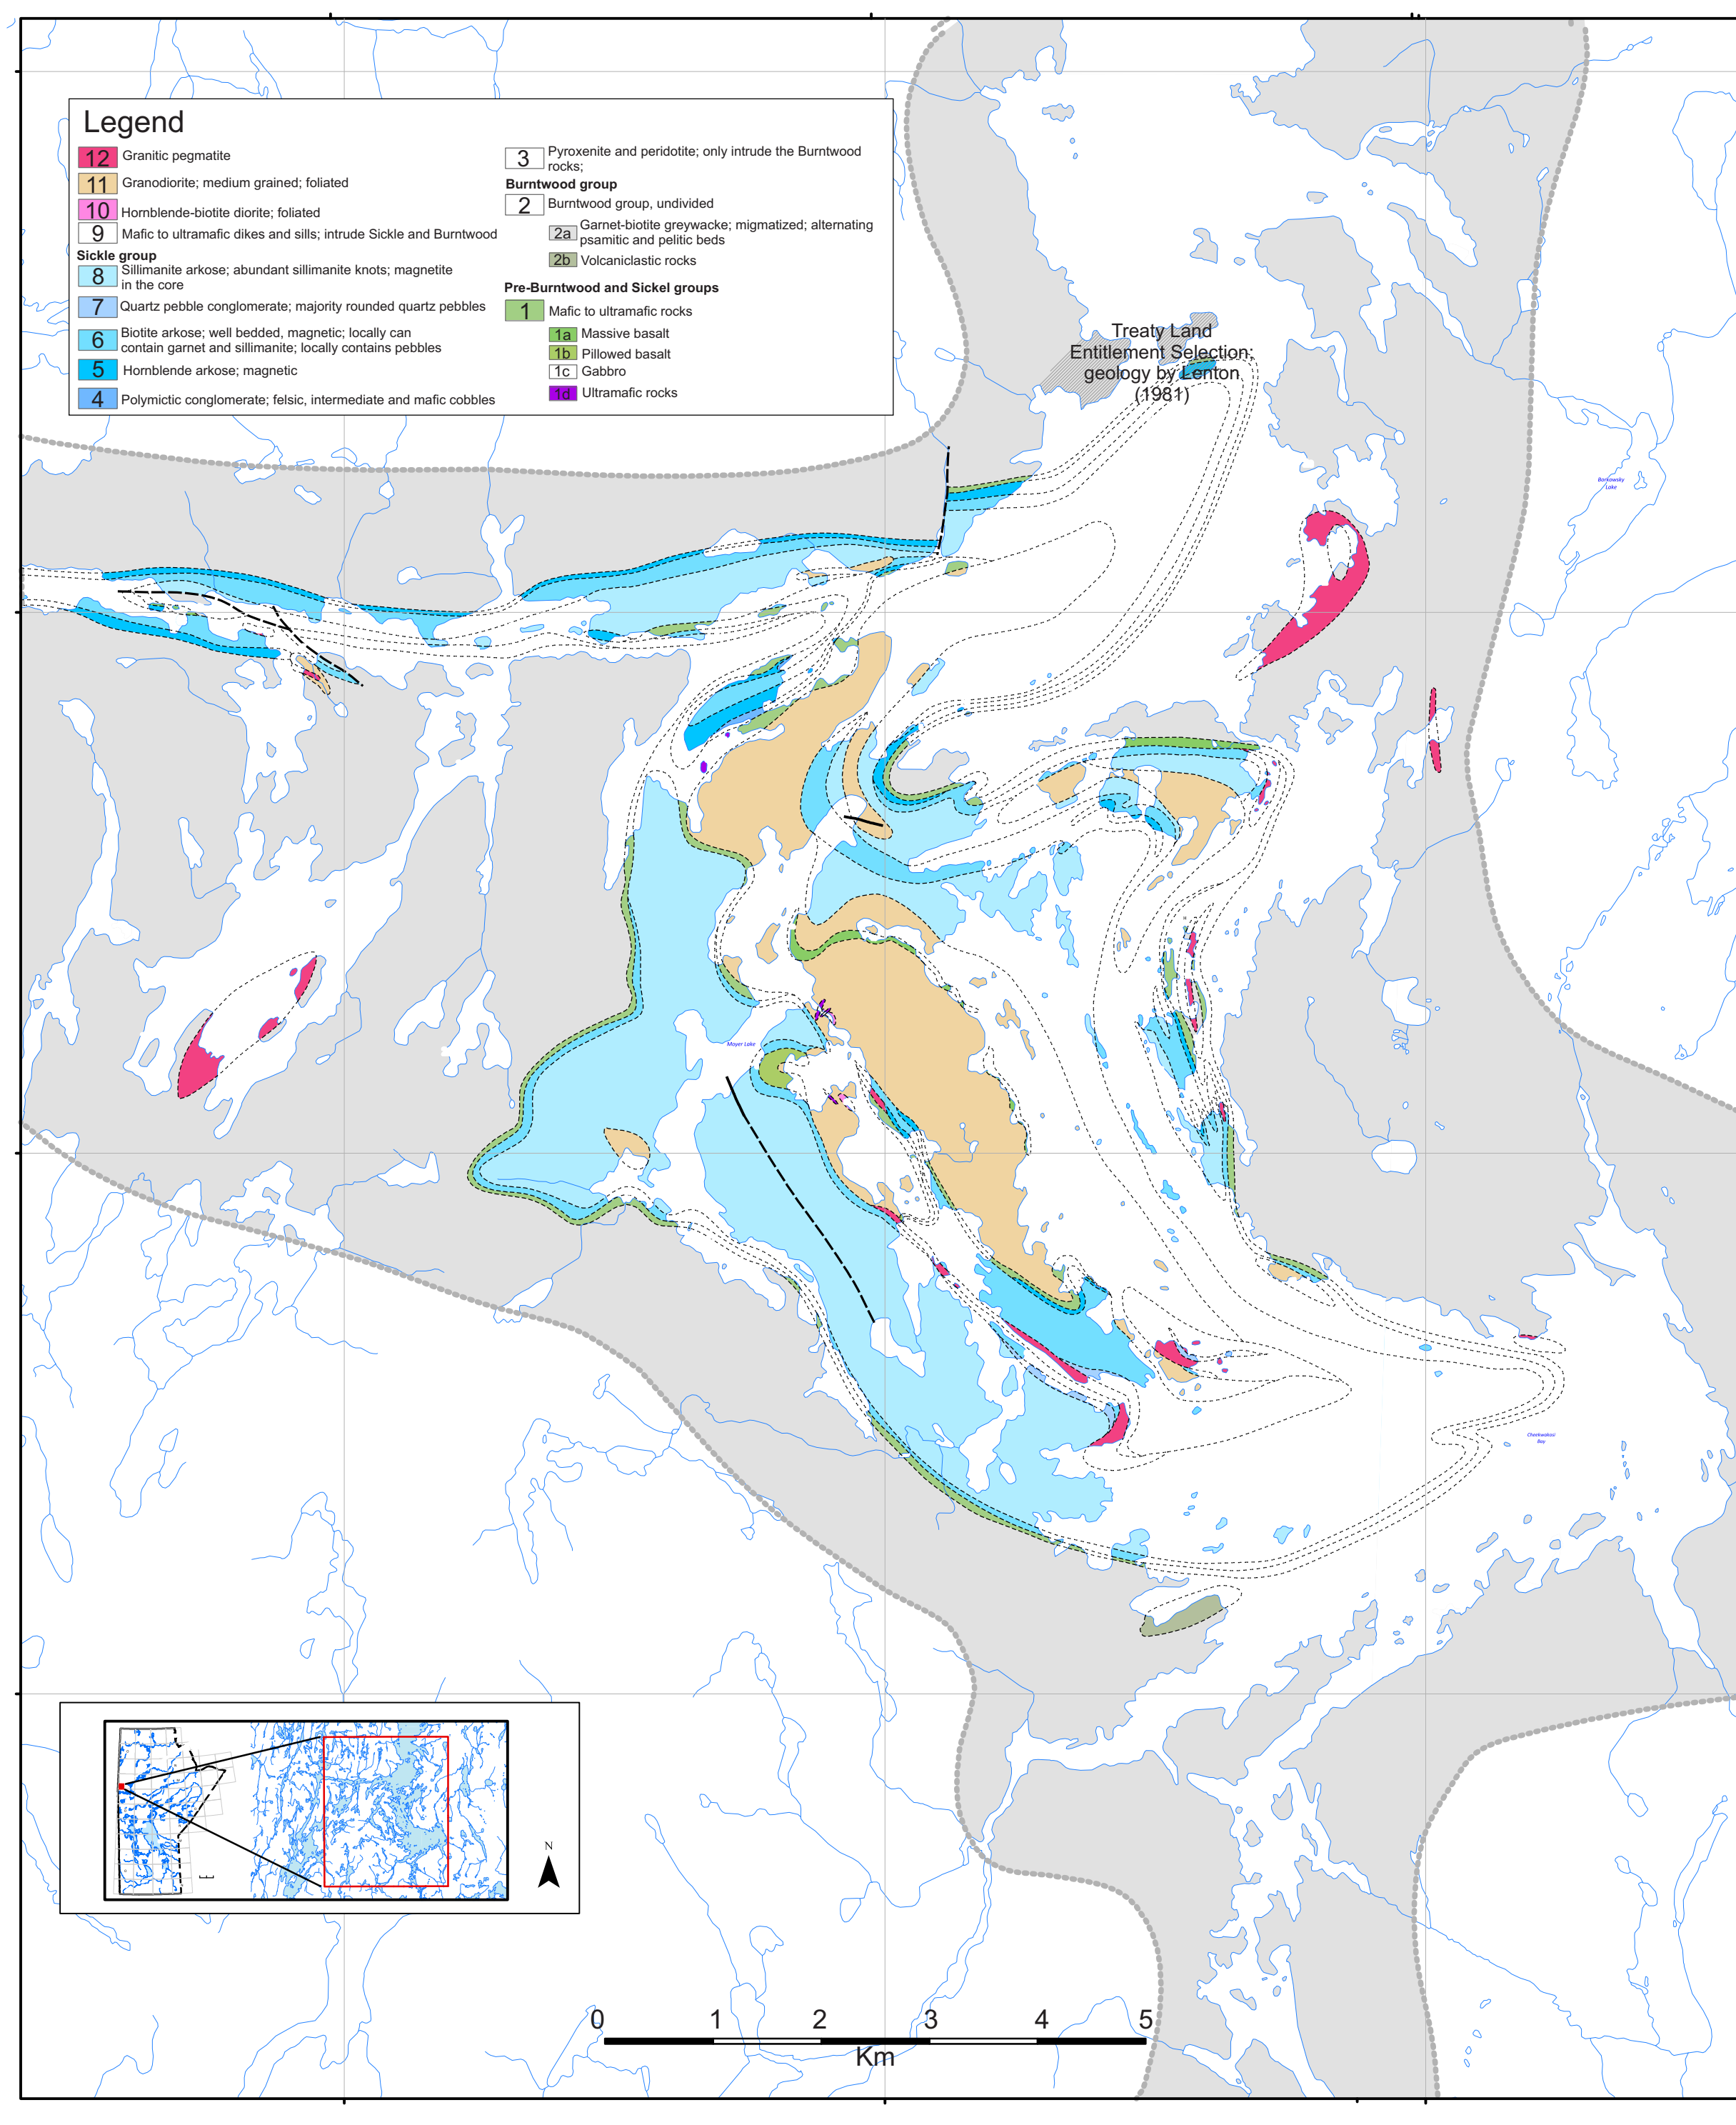 Legend
12 Granitic pegmatite
11 Granodiorite; medium grained; foliated
10 Hornblende-biotite diorite; foliated
9 Mafic to ultramafic dikes and sills; intrude Sickle and Burntwood
Sickle group
8 Sillimanite arkose; abundant sillimanite knots; magnetite
in the core
7 Quartz pebble conglomerate; majority rounded quartz pebbles
6 Biotite arkose; well bedded, magnetic; locally can
contain garnet and sillimanite; locally contains pebbles
5 Hornblende arkose; magnetic
4 Polymictic conglomerate; felsic, intermediate and mafic cobbles
3 Pyroxenite and peridotite; only intrude the Burntwood
rocks;
Burntwood group
2 Burntwood group, undivided
2a Garnet-biotite greywacke; migmatized; alternating
psamitic and pelitic beds
2b Volcaniclastic rocks
Pre-Burntwood and Sickel groups
1 Mafic to ultramafic rocks
1a Massive basalt
1b Pillowed basalt
1c Gabbro
1d Ultramafic rocks
Treaty Land
Entitlement Selection;
geology by Lenton
(1981)
Barkowsky
Lake
Moyer Lake
Cheekwahosi
Bay
N
0 1 2 3 4 5
Km